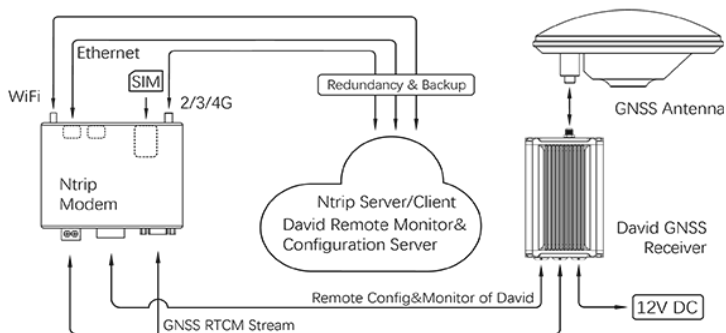 Ethernet
SIM
WiFi
2/3/4G
Redundancy & Backup
GNSS Antenna
Ntrip
Modem
Ntrip Server/Client
David Remote Monitor&
Configuration Server
David GNSS
Receiver
Remote Config&Monitor of David
12V DC
GNSS RTCM Stream